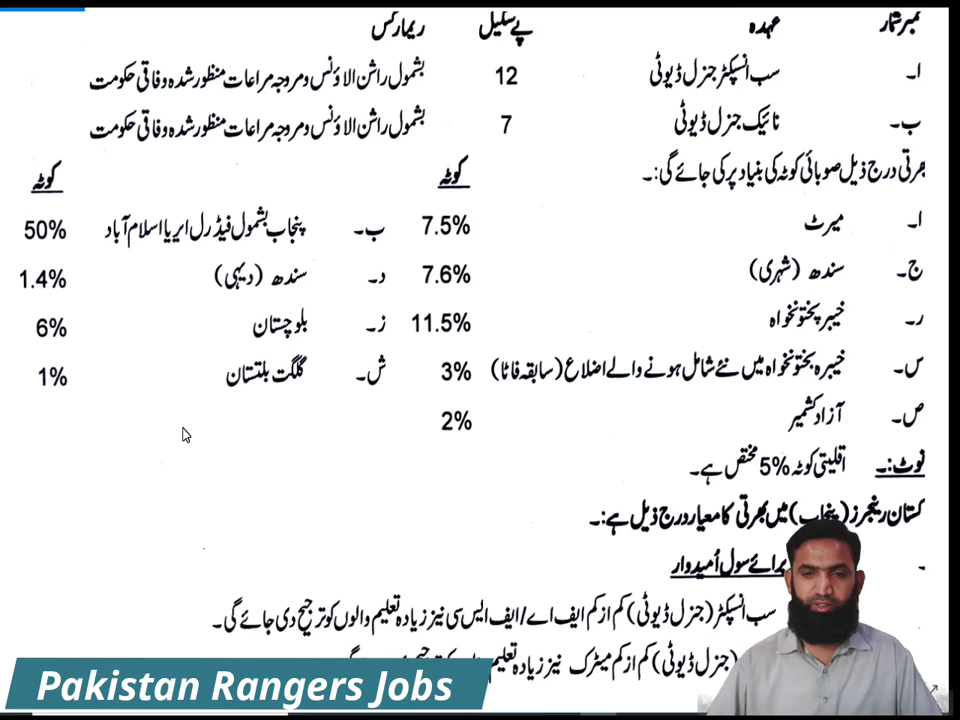 نمبر شمار عہدہ پے سکیل ریمارکس
ا۔ سب انسپکٹر جنرل ڈیوٹی 12 بشمول راشن الاؤنس ومروجہ مراعات منظور شدہ وفاقی حکومت
ب۔ نائیک جنرل ڈیوٹی 7 بشمول راشن الاؤنس ومروجہ مراعات منظور شدہ وفاقی حکومت
بھرتی درج ذیل صوبائی کوٹہ کی بنیاد پر کی جائے گی:۔
کوٹہ کوٹہ
ا۔ میرٹ 7.5% ب۔ پنجاب بشمول فیڈرل ایریا اسلام آباد 50%
ج۔ سندھ (شہری) 7.6% د۔ سندھ (دیہی) 1.4%
ر۔ خیبر پختونخواہ 11.5% ز۔ بلوچستان 6%
س۔ خیبرہ پختونخواہ میں نئے شامل ہونے والے اضلاع (سابقہ فاٹا) 3% ش۔ گلگت بلتستان 1%
ص۔ آزاد کشمیر 2%
نوٹ:۔ اقلیتی کوٹہ 5% مختص ہے۔
کستان رینجرز (پنجاب) میں بھرتی کا معیار درج ذیل ہے:۔
برائے سول اُمیدوار
سب انسپکٹر (جنرل ڈیوٹی) کم از کم ایف اے/ایف ایس سی نیز زیادہ تعلیم والوں کو ترجیح دی جائے گی۔
(جنرل ڈیوٹی) کم از کم میٹرک نیز زیادہ تعلیم
Pakistan Rangers Jobs